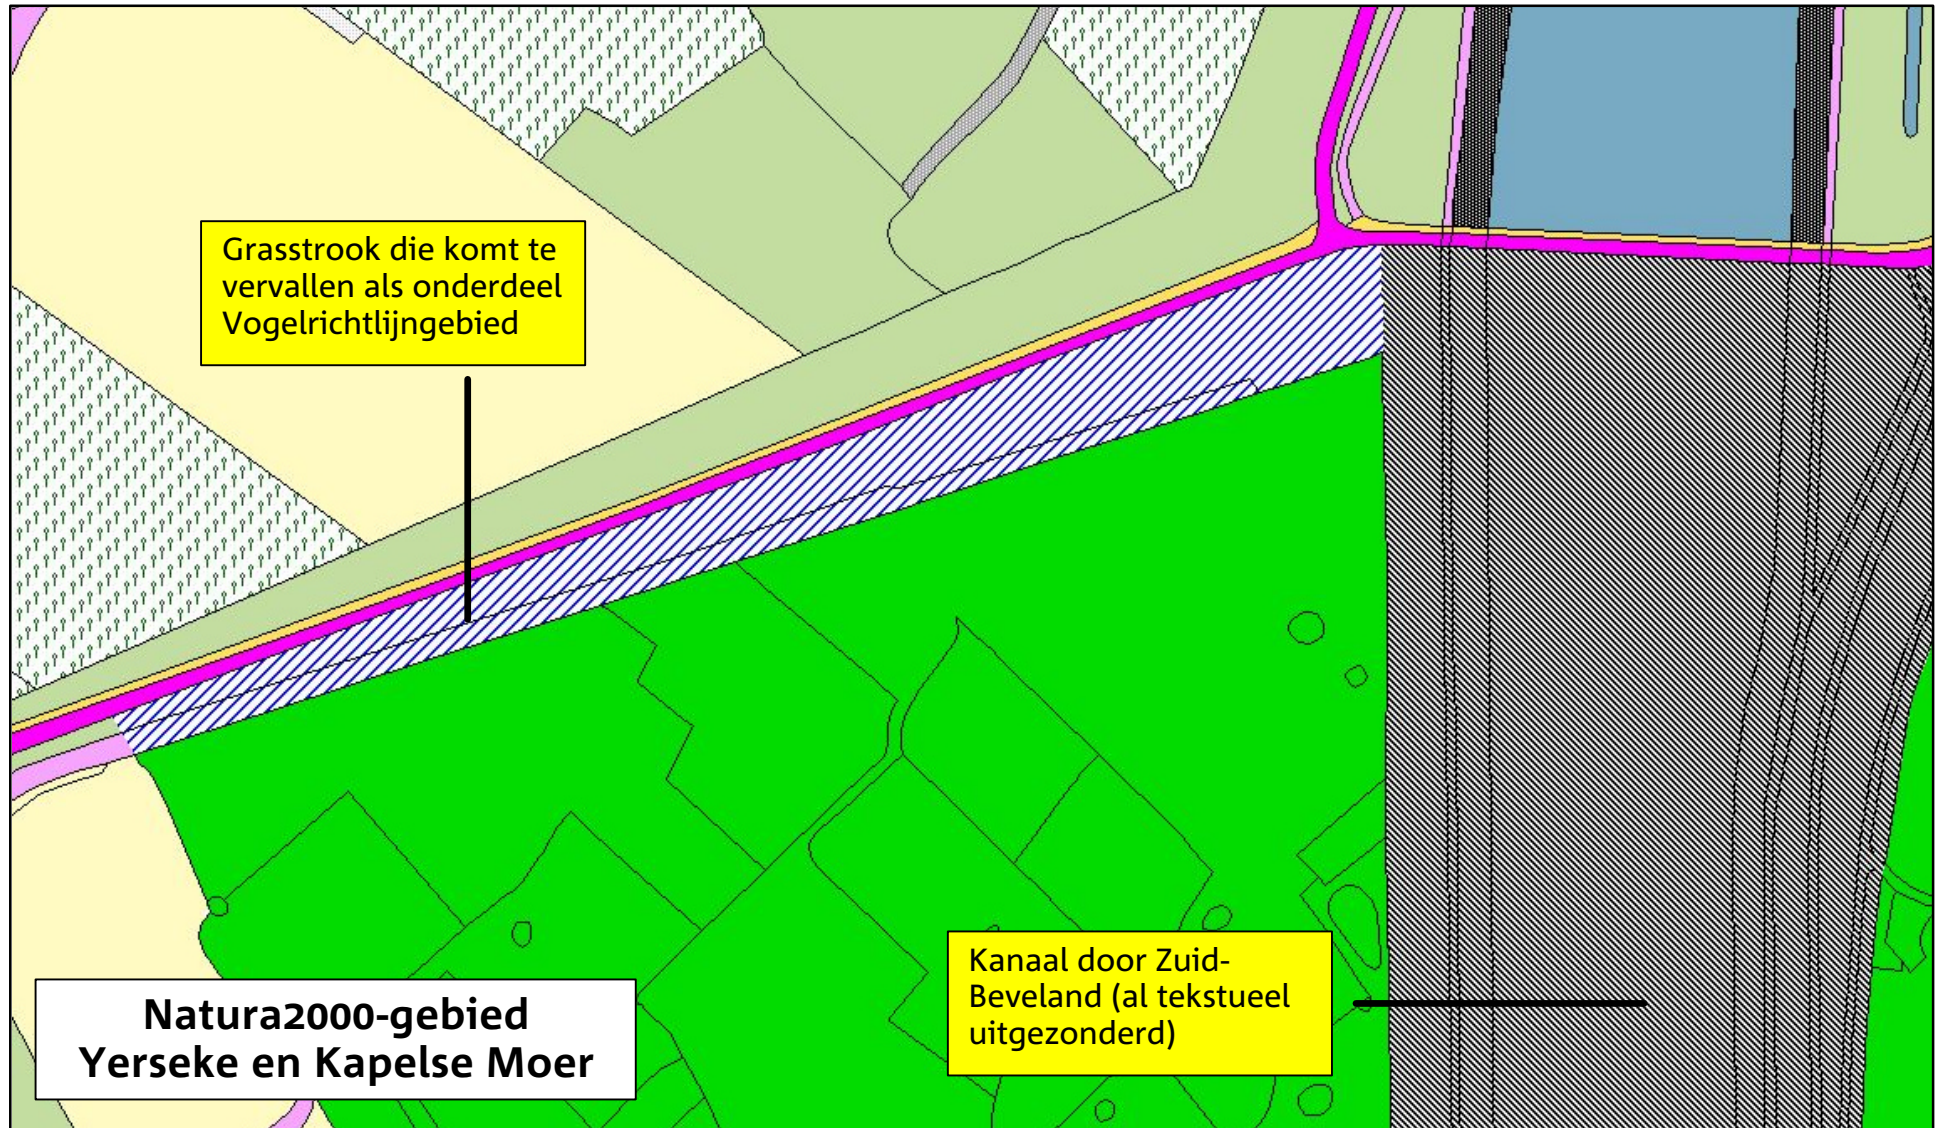 Grasstrook die komt te
vervallen als onderdeel
Vogelrichtlijngebied
Kanaal door Zuid-
Beveland (al tekstueel
uitgezonderd)
Natura2000-gebied
Yerseke en Kapelse Moer